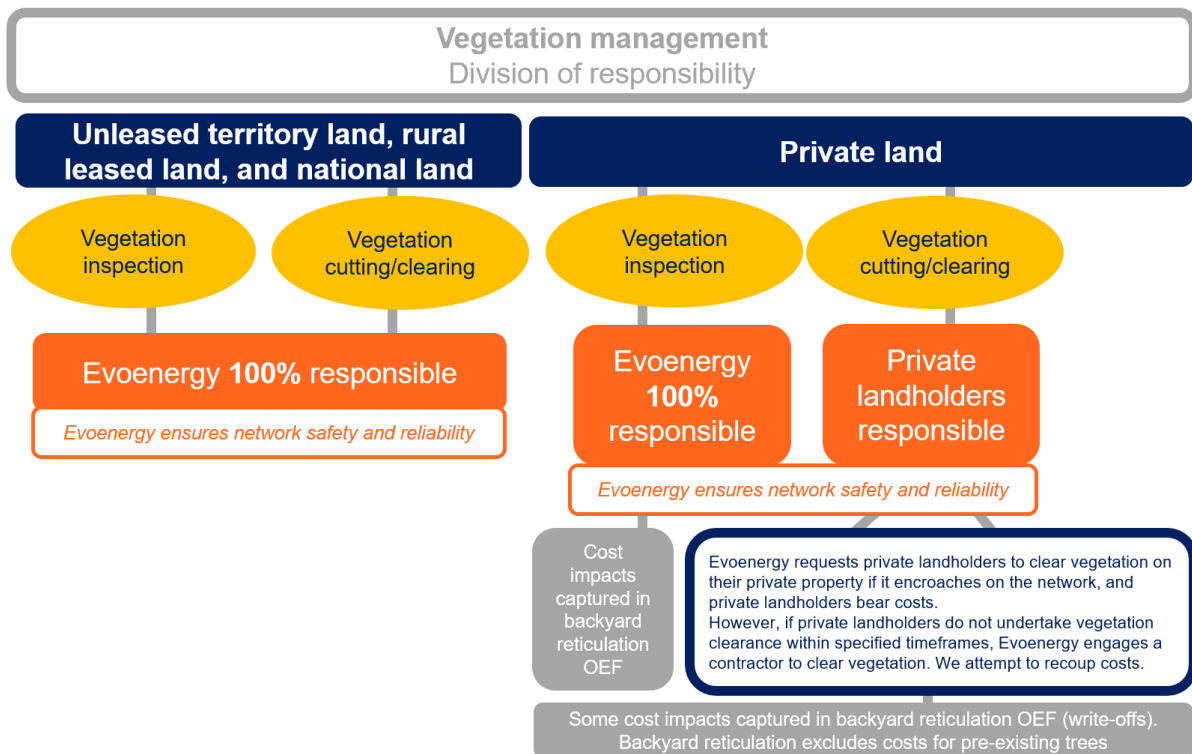 Vegetation management
Division of responsibility
Unleased territory land, rural
leased land, and national land
Private land
Vegetation
inspection
Vegetation
cutting/clearing
Vegetation
inspection
Vegetation
cutting/clearing
Evoenergy 100% responsible
Evoenergy ensures network safety and reliability
Evoenergy
100%
responsible
Private
landholders
responsible
Evoenergy ensures network safety and reliability
Cost
impacts
captured in
backyard
reticulation
OEF
Evoenergy requests private landholders to clear vegetation on
their private property if it encroaches on the network, and
private landholders bear costs.
However, if private landholders do not undertake vegetation
clearance within specified timeframes, Evoenergy engages a
contractor to clear vegetation. We attempt to recoup costs.
Some cost impacts captured in backyard reticulation OEF (write-offs).
Backyard reticulation excludes costs for pre-existing trees